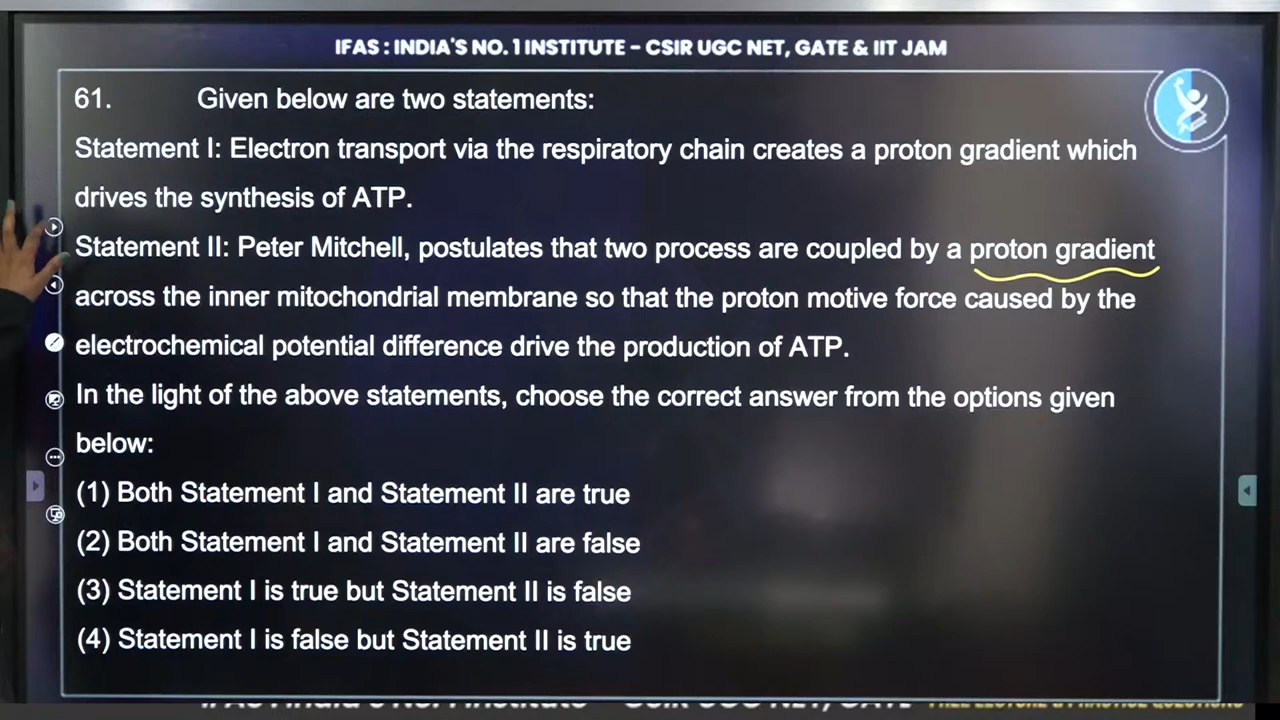 IFAS : INDIA'S NO. 1 INSTITUTE – CSIR UGC NET, GATE & IIT JAM
61. Given below are two statements:
Statement I: Electron transport via the respiratory chain creates a proton gradient which
drives the synthesis of ATP.
Statement II: Peter Mitchell, postulates that two process are coupled by a proton gradient
across the inner mitochondrial membrane so that the proton motive force caused by the
electrochemical potential difference drive the production of ATP.
In the light of the above statements, choose the correct answer from the options given
below:
(1) Both Statement I and Statement II are true
(2) Both Statement I and Statement II are false
(3) Statement I is true but Statement II is false
(4) Statement I is false but Statement II is true